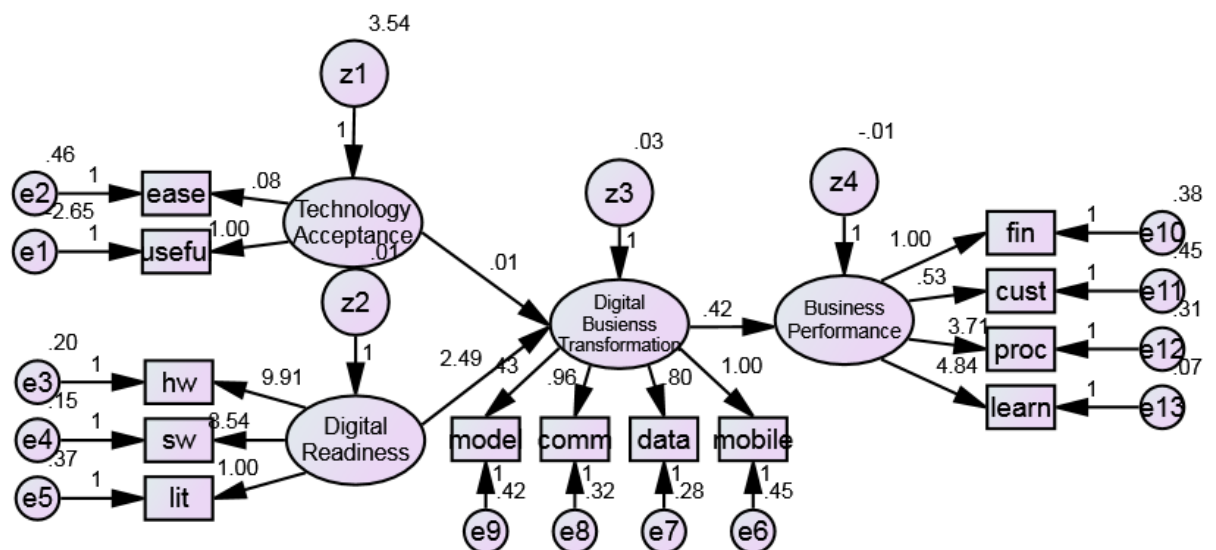 3.54
z1
1
.46
e2
1
ease
.08
Technology
Acceptance
-2.65
e1
1
usefu
1.00
.01
z2
1
.01
.03
z3
1
-.01
z4
1
.20
e3
1
hw
9.91
.15
e4
1
sw
8.54
.37
e5
1
lit
1.00
Digital
Readiness
2.49
Digital
Busienss
Transformation
.42
Business
Performance
.43
.96
.80
1.00
model
comm
data
mobile
1
.42
1
.32
1
.28
1
.45
e9
e8
e7
e6
1.00
fin
1
.38
e10
.53
cust
1
.45
e11
3.71
proc
1
.31
e12
4.84
learn
1
.07
e13